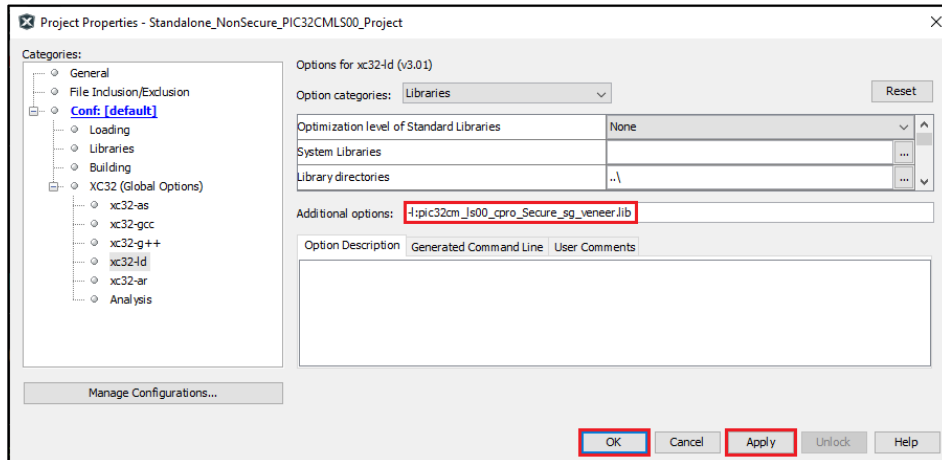 Project Properties - Standalone_NonSecure_PIC32CMLS00_Project
Categories:
General
File Inclusion/Exclusion
Conf: [default]
Loading
Libraries
Building
XC32 (Global Options)
xc32-as
xc32-gcc
xc32-g++
xc32-ld
xc32-ar
Analysis
Manage Configurations...
Options for xc32-ld (v3.01)
Option categories: Libraries Reset
Optimization level of Standard Libraries None
System Libraries ...
Library directories ..\ ...
Additional options: -l:pic32cm_ls00_cpro_Secure_sg_veneer.lib
Option Description Generated Command Line User Comments
OK Cancel Apply Unlock Help